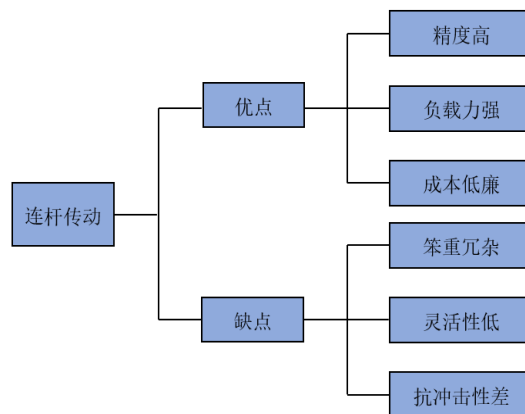 连杆传动
优点
精度高
负载力强
成本低廉
缺点
笨重冗杂
灵活性低
抗冲击性差